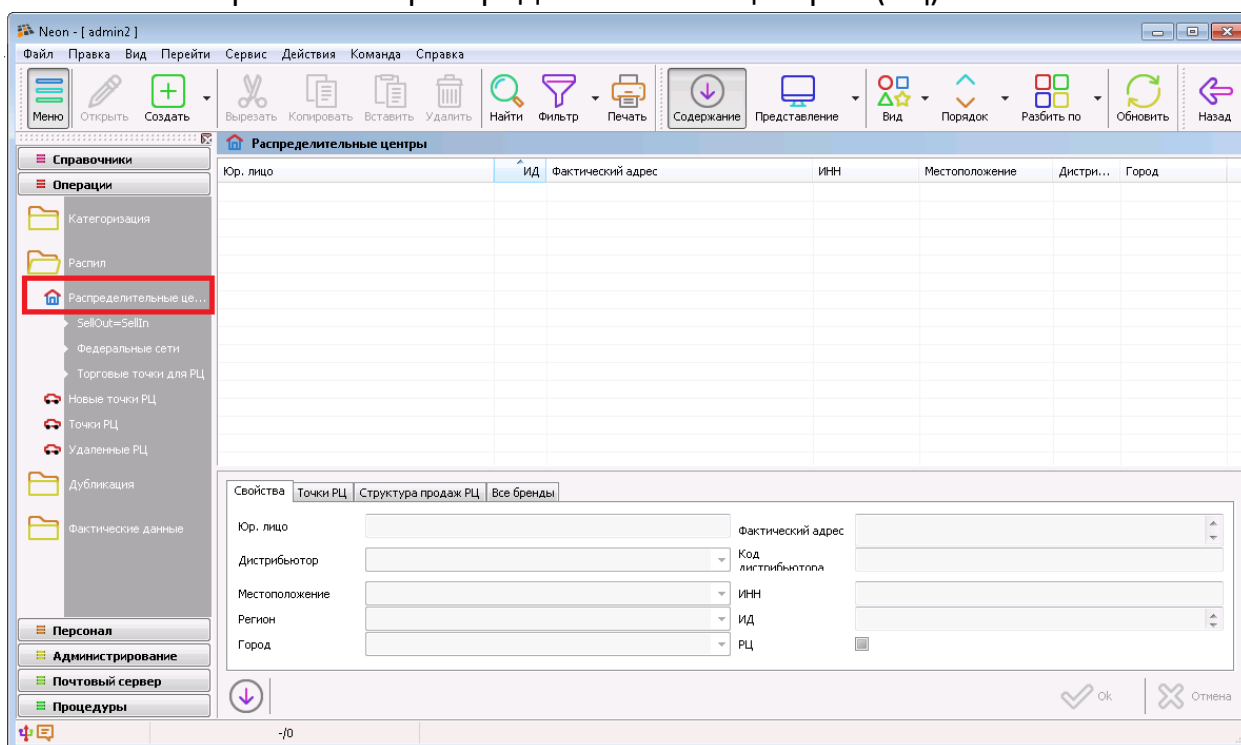 Neon - [ admin2 ]
Файл Правка Вид Перейти Сервис Действия Команда Справка
Меню Открыть Создать Вырезать Копировать Вставить Удалить Найти Фильтр Печать Содержание Представление Вид Порядок Разбить по Обновить Назад
Справочники
Операции
Категоризация
Распил
Распределительные це...
SellOut=SellIn
Федеральные сети
Торговые точки для РЦ
Новые точки РЦ
Точки РЦ
Удаленные РЦ
Дубликация
Фактические данные
Персонал
Администрирование
Почтовый сервер
Процедуры
Распределительные центры
Юр. лицо ИД Фактический адрес ИНН Местоположение Дистри... Город
Свойства Точки РЦ Структура продаж РЦ Все бренды
Юр. лицо Фактический адрес
Дистрибьютор Код дистрибьютора
Местоположение ИНН
Регион ИД
Город РЦ
Ok Отмена
-/0